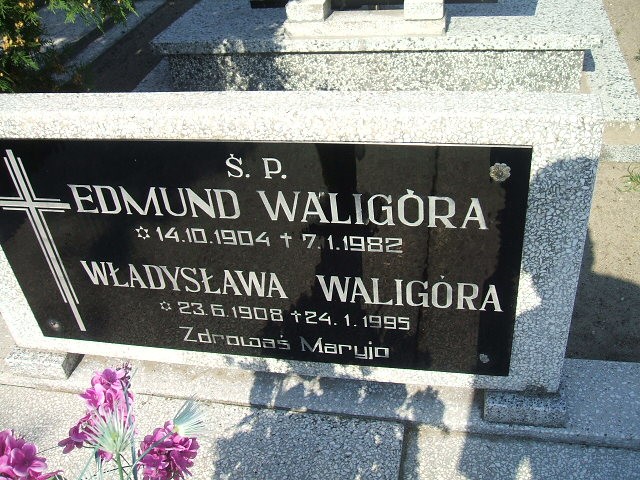 Ś. P.
EDMUND WALIGÓRA
✡ 14.10.1904 ✝ 7.1.1982
WŁADYSŁAWA WALIGÓRA
✡ 23.6.1908 ✝ 24.1.1995
Zdrowaś Maryjo